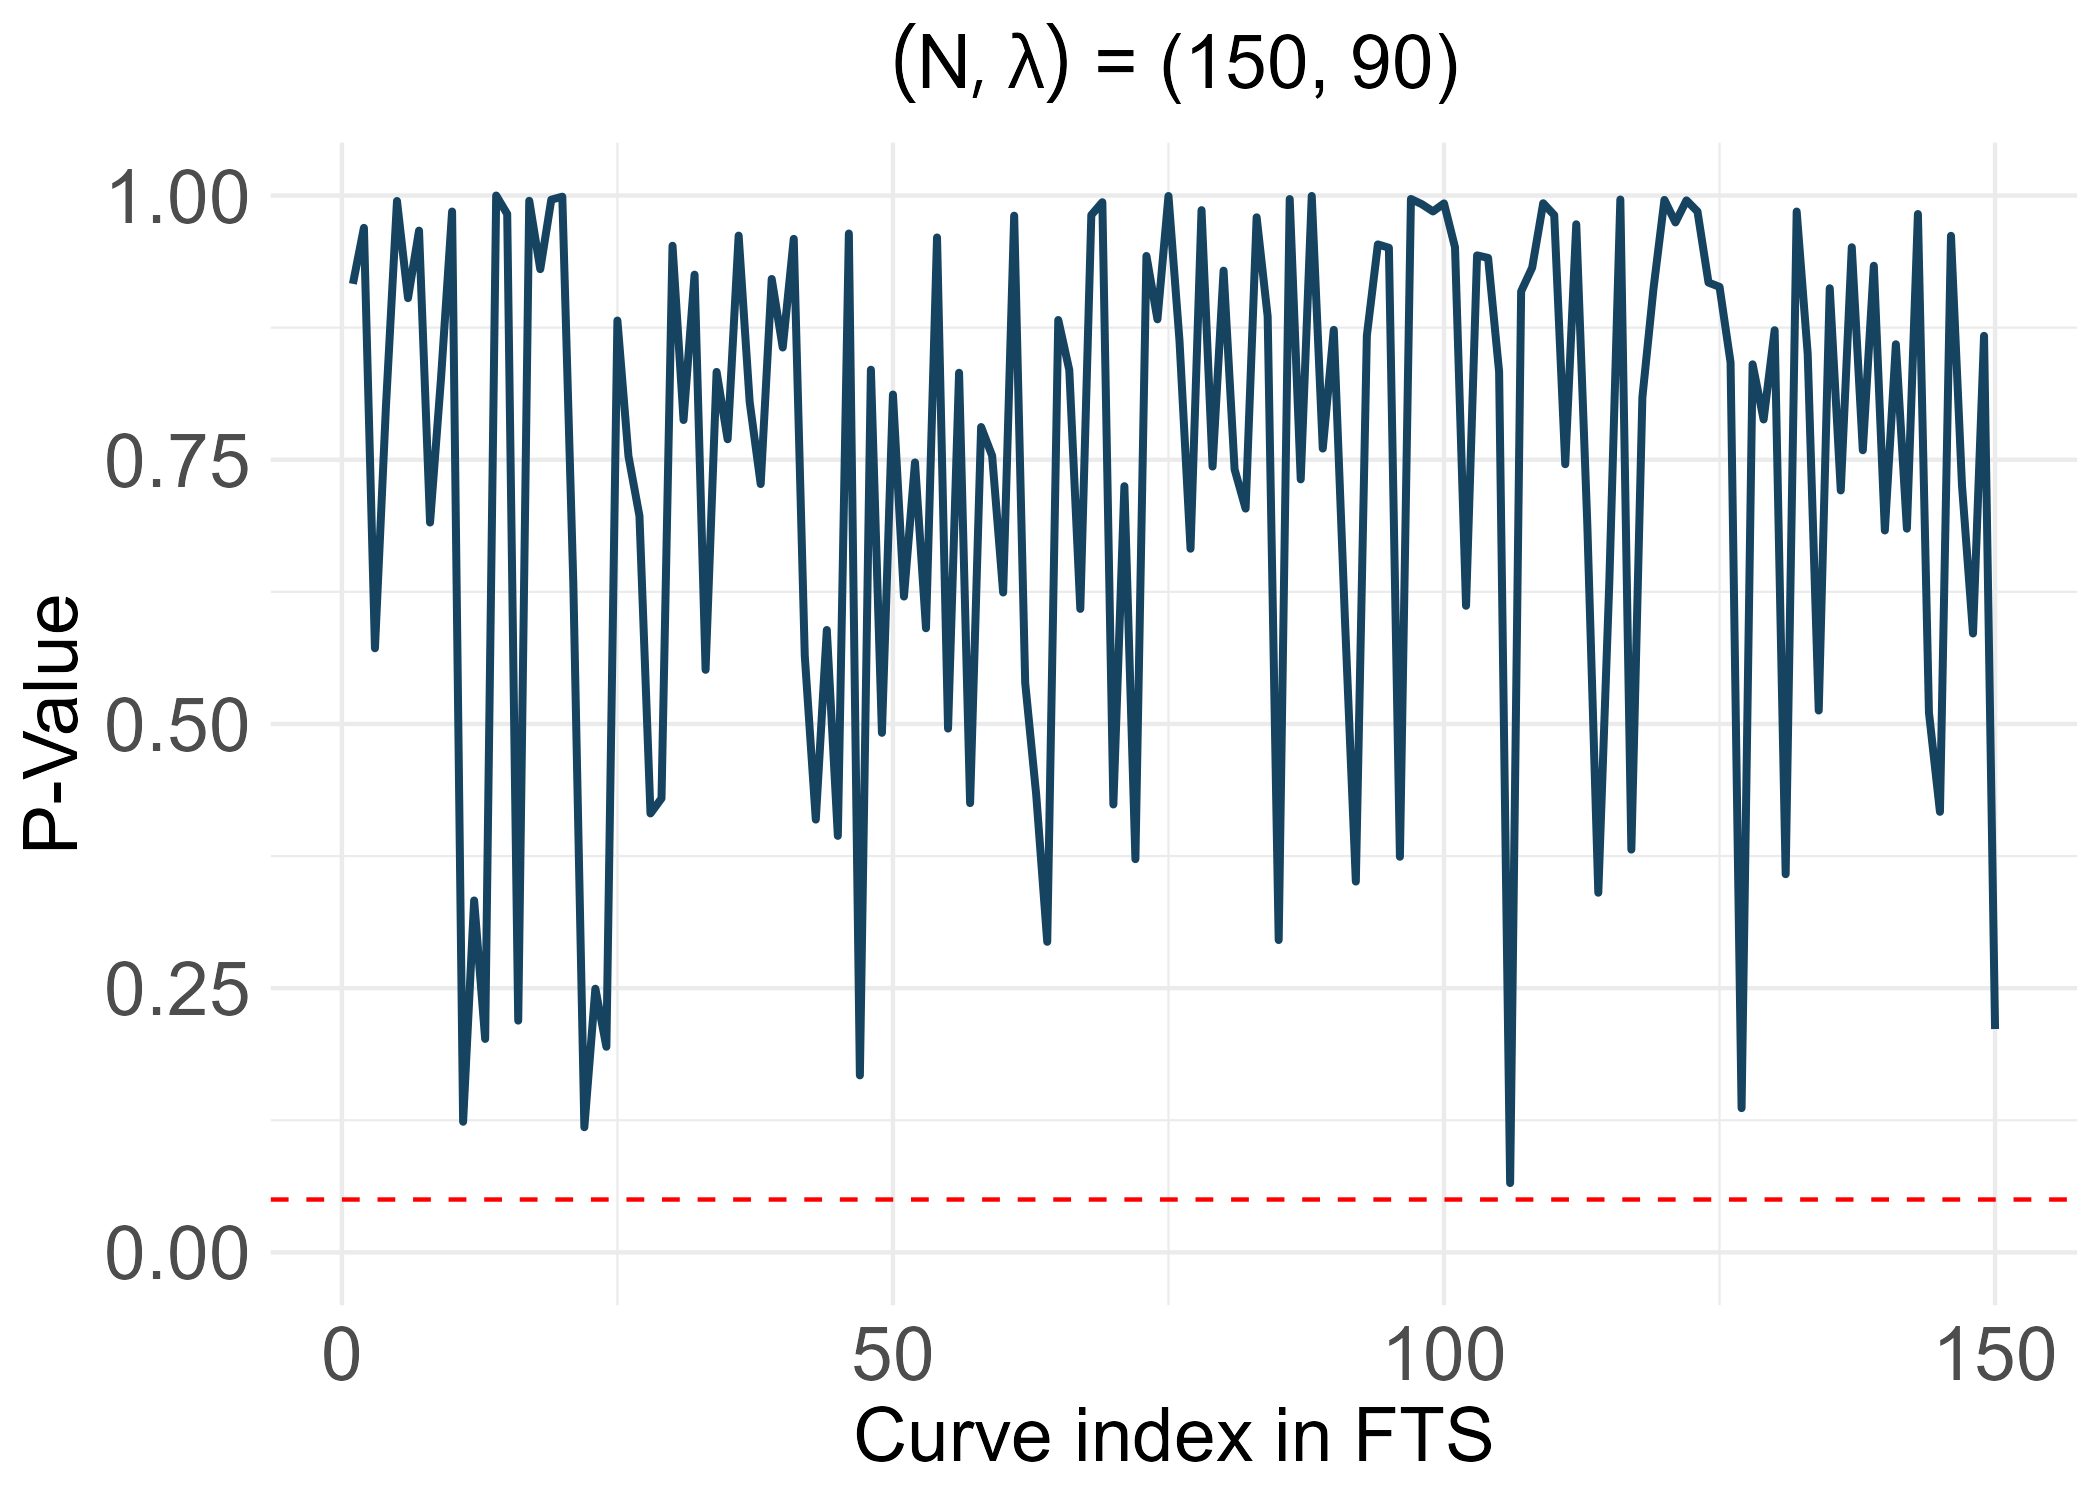 (N, λ) = (150, 90)
P-Value
1.00
0.75
0.50
0.25
0.00
0 50 100 150
Curve index in FTS